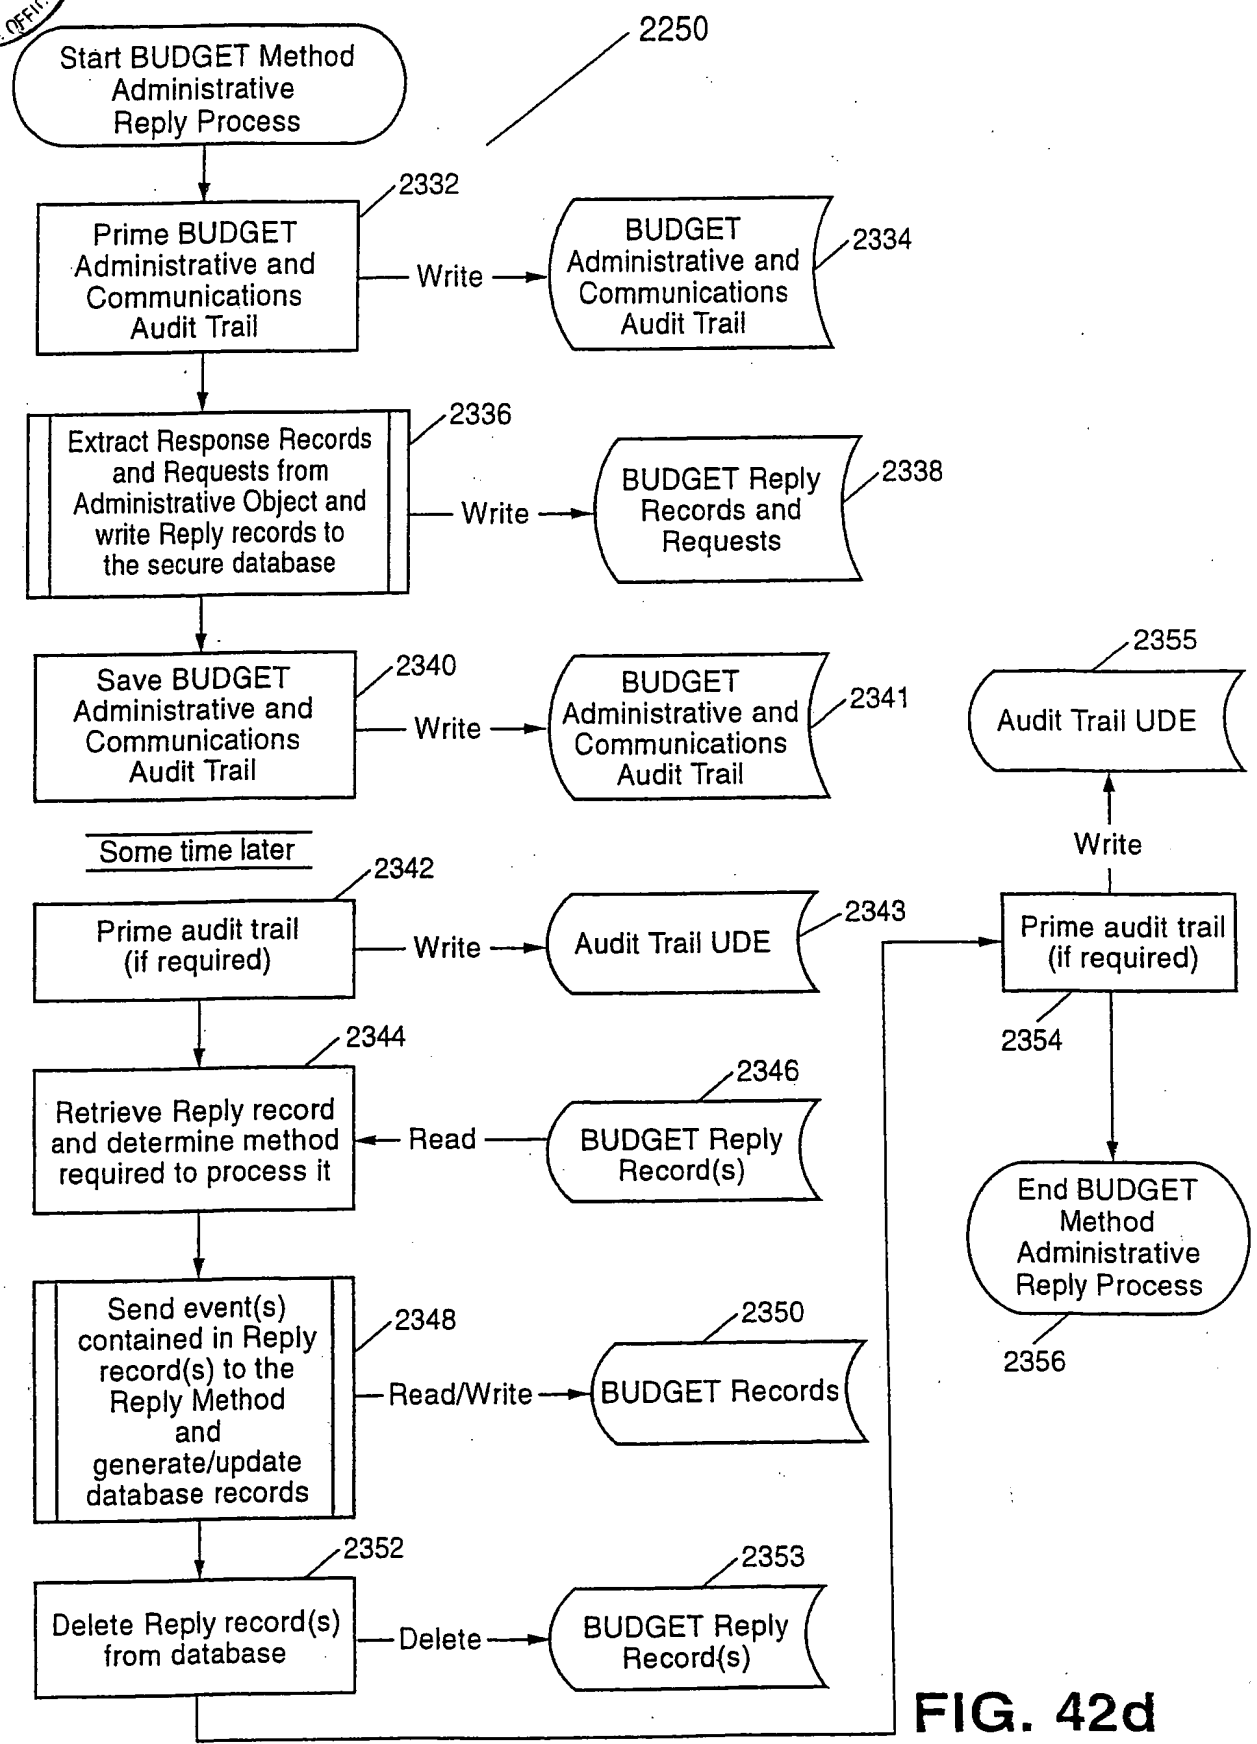 OFFI
2250
Start BUDGET Method
Administrative
Reply Process
2332
Prime BUDGET
Administrative and
Communications
Audit Trail
Write
BUDGET
Administrative and
Communications
Audit Trail
2334
2336
Extract Response Records
and Requests from
Administrative Object and
write Reply records to
the secure database
Write
BUDGET Reply
Records and
Requests
2338
2340
Save BUDGET
Administrative and
Communications
Audit Trail
Write
BUDGET
Administrative and
Communications
Audit Trail
2341
Some time later
2342
Prime audit trail
(if required)
Write
Audit Trail UDE
2343
2344
Retrieve Reply record
and determine method
required to process it
Read
2346
BUDGET Reply
Record(s)
2348
Send event(s)
contained in Reply
record(s) to the
Reply Method
and
generate/update
database records
Read/Write
2350
BUDGET Records
2352
Delete Reply record(s)
from database
Delete
2353
BUDGET Reply
Record(s)
2355
Audit Trail UDE
Write
Prime audit trail
(if required)
2354
End BUDGET
Method
Administrative
Reply Process
2356
FIG. 42d